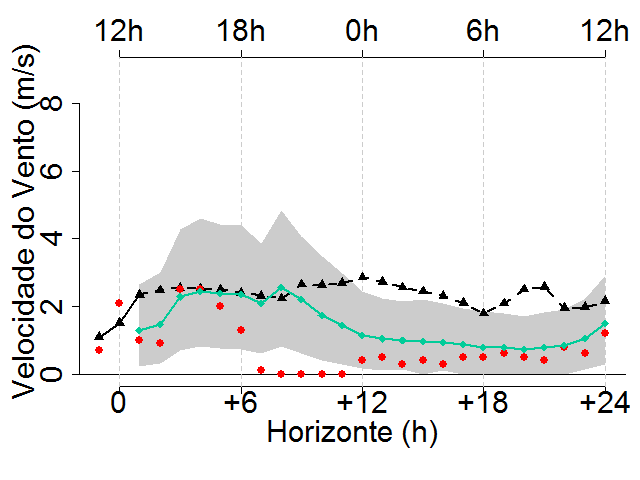 12h 18h 0h 6h 12h
Velocidade do Vento (m/s)
8
6
4
2
0
0 +6 +12 +18 +24
Horizonte (h)